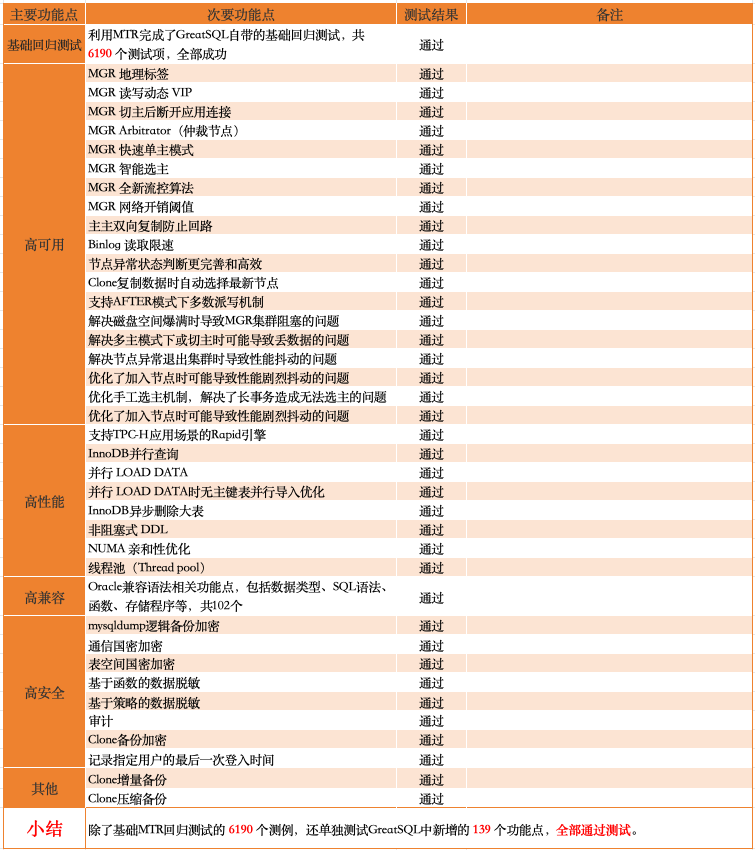 主要功能点 次要功能点 测试结果 备注
基础回归测试 利用MTR完成了GreatSQL自带的基础回归测试，共
6190 个测试项，全部成功 通过
高可用 MGR 地理标签 通过
MGR 读写动态 VIP 通过
MGR 切主后断开应用连接 通过
MGR Arbitrator（仲裁节点） 通过
MGR 快速单主模式 通过
MGR 智能选主 通过
MGR 全新流控算法 通过
MGR 网络开销阈值 通过
主主双向复制防止回路 通过
Binlog 读取限速 通过
节点异常状态判断更完善和高效 通过
Clone复制数据时自动选择最新节点 通过
支持AFTER模式下多数派写机制 通过
解决磁盘空间爆满时导致MGR集群阻塞的问题 通过
解决多主模式下或切主时可能导致丢数据的问题 通过
解决节点异常退出集群时导致性能抖动的问题 通过
优化了加入节点时可能导致性能剧烈抖动的问题 通过
优化手工选主机制，解决了长事务造成无法选主的问题 通过
优化了加入节点时可能导致性能剧烈抖动的问题 通过
高性能 支持TPC-H应用场景的Rapid引擎 通过
InnoDB并行查询 通过
并行 LOAD DATA 通过
并行 LOAD DATA时无主键表并行导入优化 通过
InnoDB异步删除大表 通过
非阻塞式 DDL 通过
NUMA 亲和性优化 通过
线程池（Thread pool） 通过
高兼容 Oracle兼容语法相关功能点，包括数据类型、SQL语法、
函数、存储程序等，共102个 通过
高安全 mysqldump逻辑备份加密 通过
通信国密加密 通过
表空间国密加密 通过
基于函数的数据脱敏 通过
基于策略的数据脱敏 通过
审计 通过
Clone备份加密 通过
记录指定用户的最后一次登入时间 通过
其他 Clone增量备份 通过
Clone压缩备份 通过
小结 除了基础MTR回归测试的 6190 个测例，还单独测试GreatSQL中新增的 139 个功能点，全部通过测试。